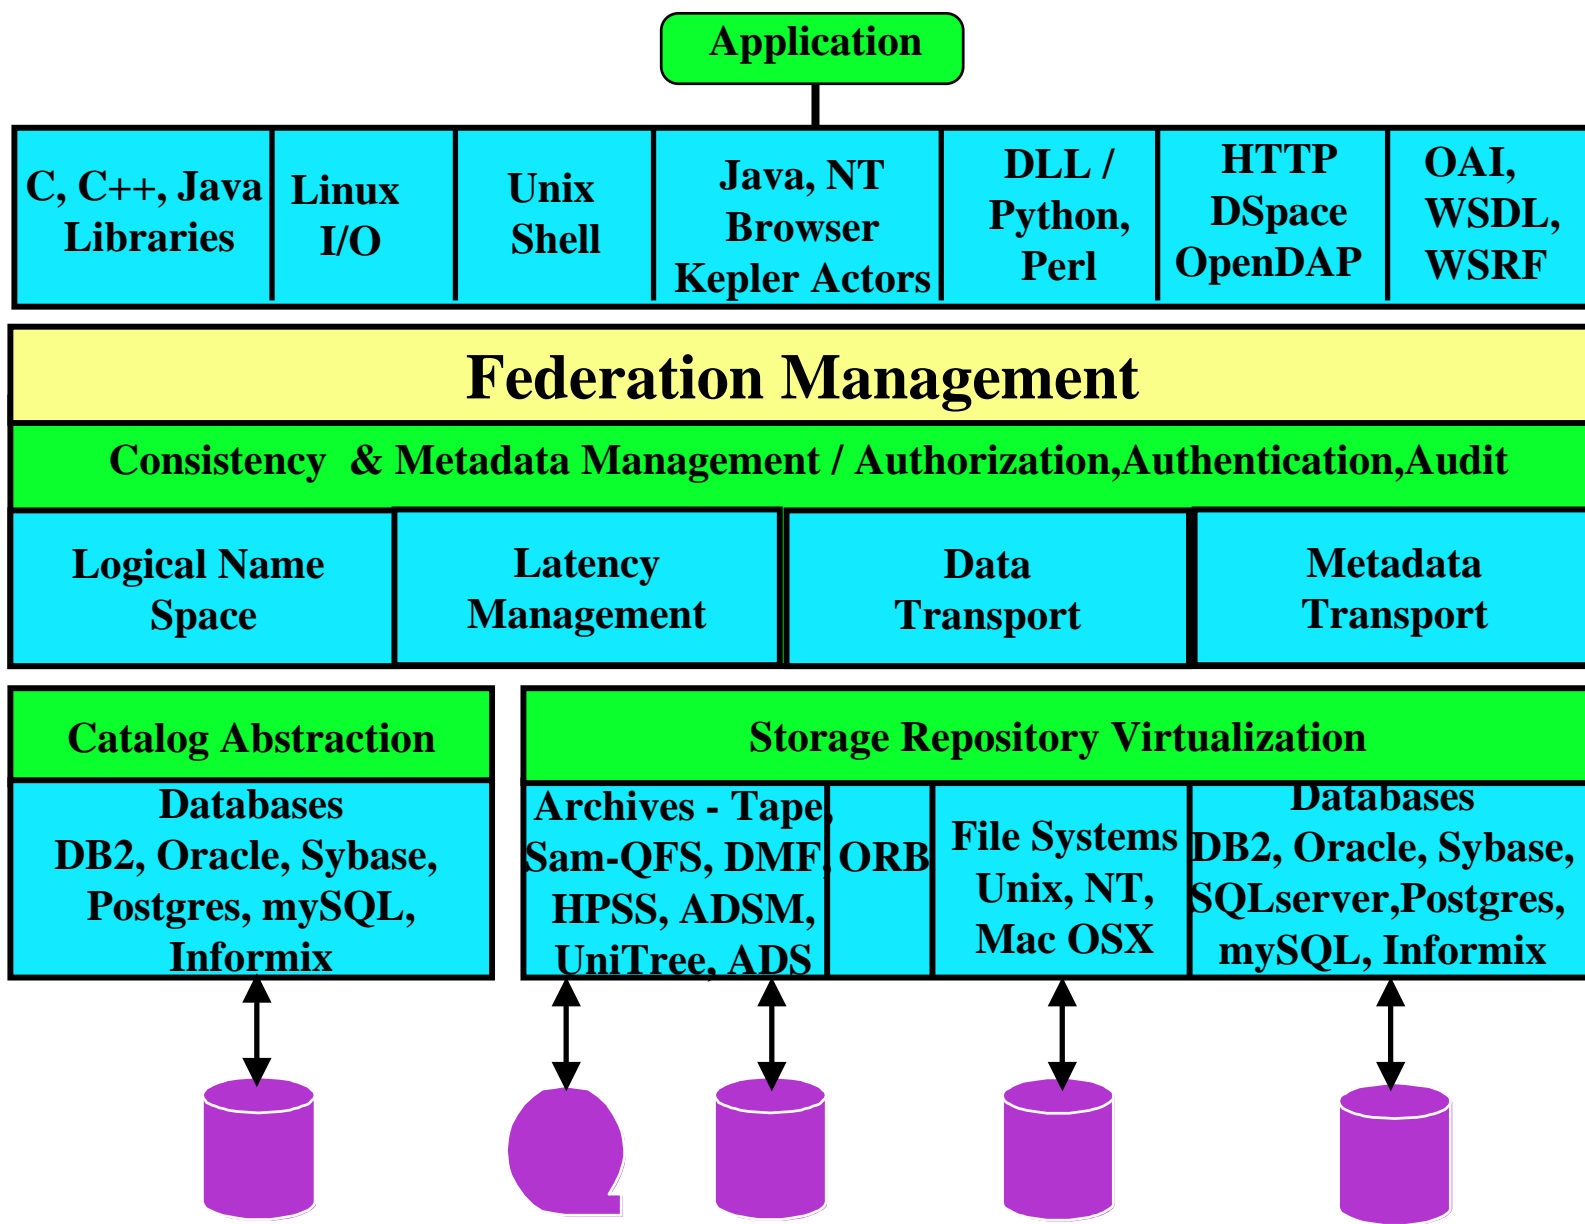 Application
C, C++, Java
Libraries
Linux
I/O
Unix
Shell
Java, NT
Browser
Kepler Actors
DLL /
Python,
Perl
HTTP
DSpace
OpenDAP
OAI,
WSDL,
WSRF
Federation Management
Consistency & Metadata Management / Authorization,Authentication,Audit
Logical Name
Space
Latency
Management
Data
Transport
Metadata
Transport
Catalog Abstraction
Databases
DB2, Oracle, Sybase,
Postgres, mySQL,
Informix
Storage Repository Virtualization
Archives - Tape,
Sam-QFS, DMF,
HPSS, ADSM,
UniTree, ADS
ORB
File Systems
Unix, NT,
Mac OSX
Databases
DB2, Oracle, Sybase,
SQLserver,Postgres,
mySQL, Informix